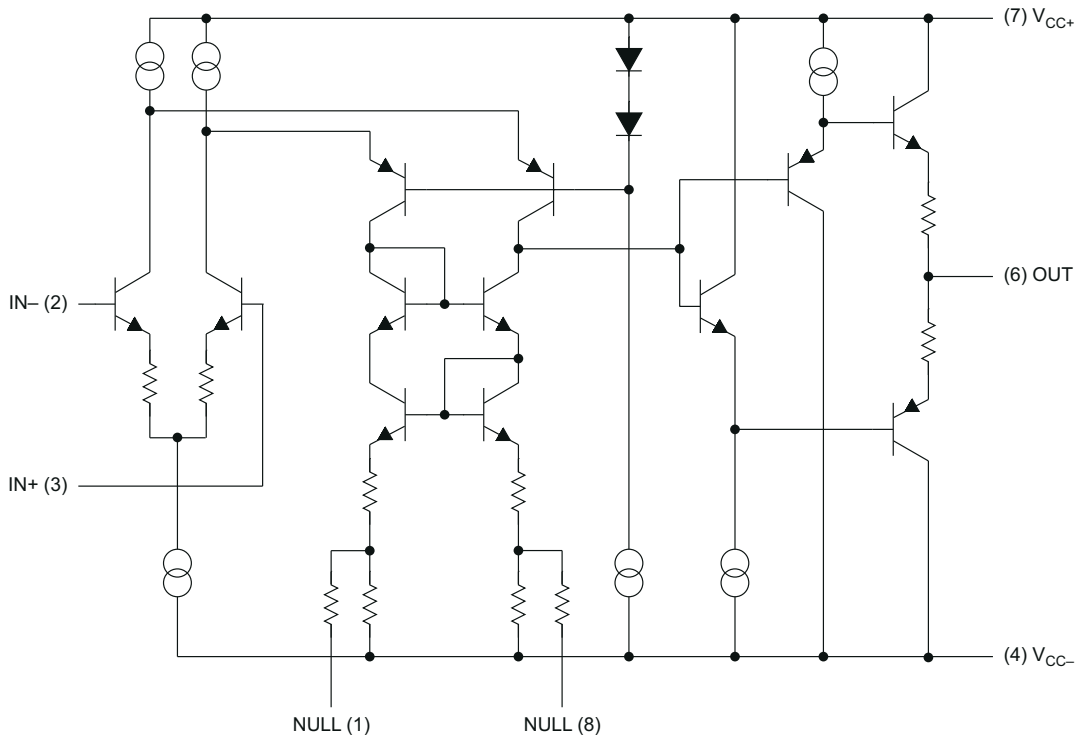 (7) VCC+
IN– (2)
(6) OUT
IN+ (3)
(4) VCC–
NULL (1)
NULL (8)